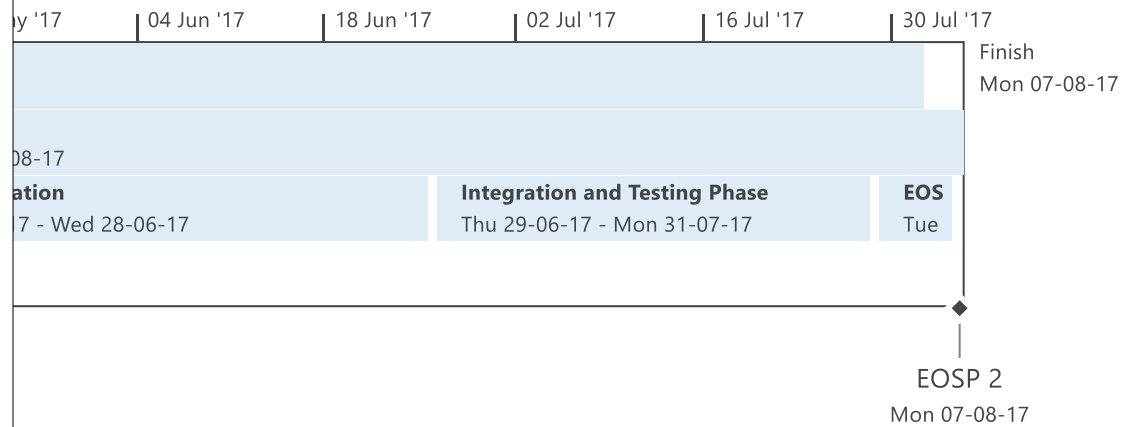 '17 04 Jun '17 18 Jun '17 02 Jul '17 16 Jul '17 30 Jul '17
Finish
Mon 07-08-17
08-17
ation Integration and Testing Phase EOS
17 - Wed 28-06-17 Thu 29-06-17 - Mon 31-07-17 Tue
EOSP 2
Mon 07-08-17